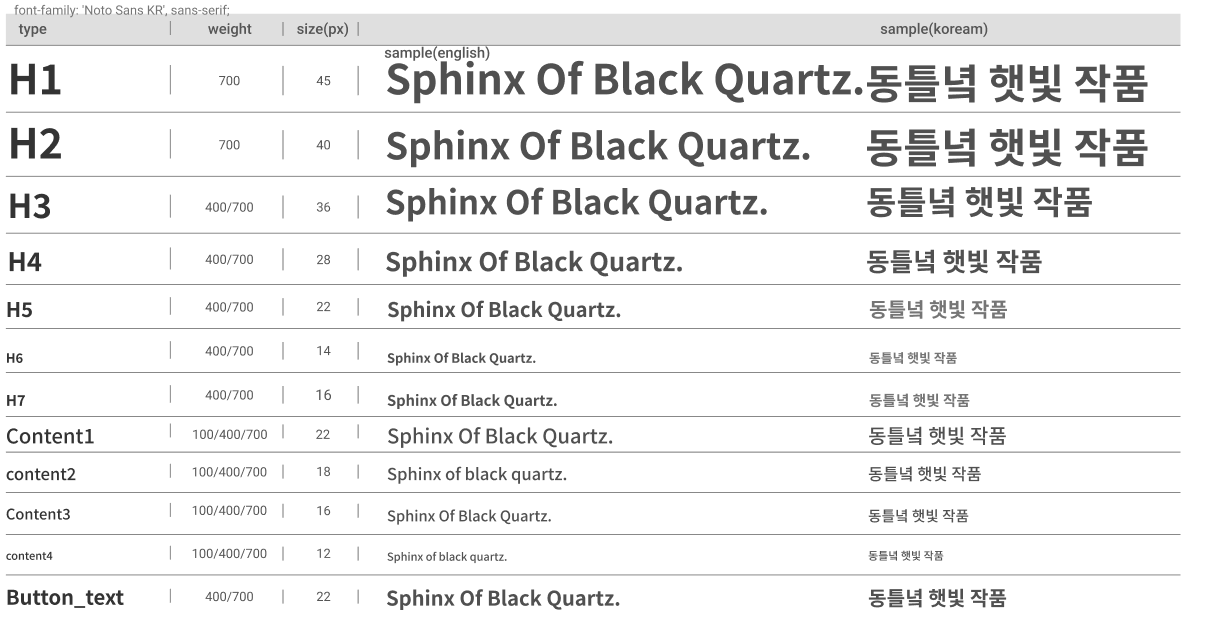 font-family: 'Noto Sans KR', sans-serif;
type | weight | size(px) | sample(koream)
sample(english)
H1 | 700 | 45 | Sphinx Of Black Quartz. 동틀녘 햇빛 작품
H2 | 700 | 40 | Sphinx Of Black Quartz. 동틀녘 햇빛 작품
H3 | 400/700 | 36 | Sphinx Of Black Quartz. 동틀녘 햇빛 작품
H4 | 400/700 | 28 | Sphinx Of Black Quartz. 동틀녘 햇빛 작품
H5 | 400/700 | 22 | Sphinx Of Black Quartz. 동틀녘 햇빛 작품
H6 | 400/700 | 14 | Sphinx Of Black Quartz. 동틀녘 햇빛 작품
H7 | 400/700 | 16 | Sphinx Of Black Quartz. 동틀녘 햇빛 작품
Content1 | 100/400/700 | 22 | Sphinx Of Black Quartz. 동틀녘 햇빛 작품
content2 | 100/400/700 | 18 | Sphinx of black quartz. 동틀녘 햇빛 작품
Content3 | 100/400/700 | 16 | Sphinx Of Black Quartz. 동틀녘 햇빛 작품
content4 | 100/400/700 | 12 | Sphinx of black quartz. 동틀녘 햇빛 작품
Button_text | 400/700 | 22 | Sphinx Of Black Quartz. 동틀녘 햇빛 작품